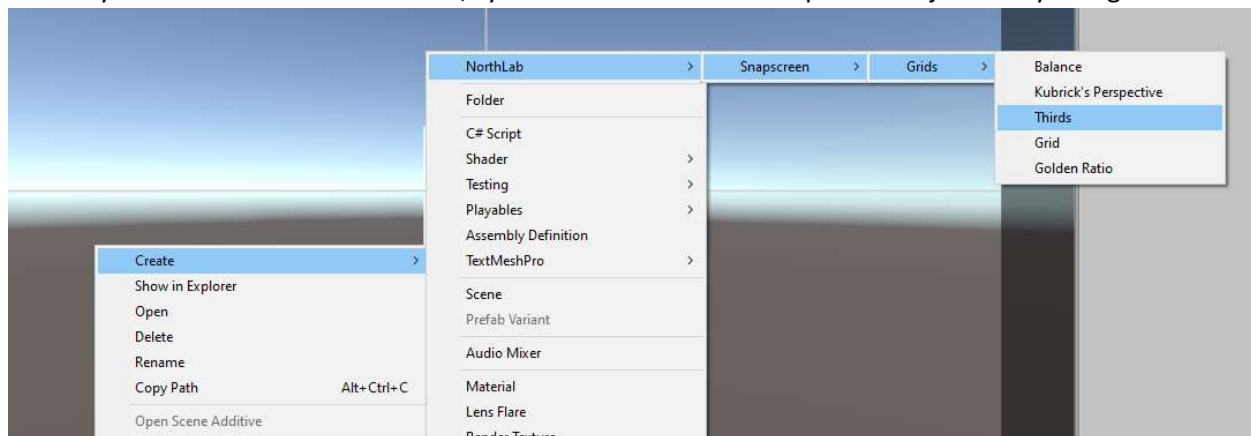 NorthLab > Snapscreen > Grids > Balance
Folder
Kubrick's Perspective
Thirds
C# Script
Grid
Shader >
Golden Ratio
Testing >
Playables >
Assembly Definition
Create >
TextMeshPro >
Show in Explorer
Scene
Open
Prefab Variant
Delete
Audio Mixer
Rename
Copy Path Alt+Ctrl+C
Material
Lens Flare
Open Scene Additive
Render Texture